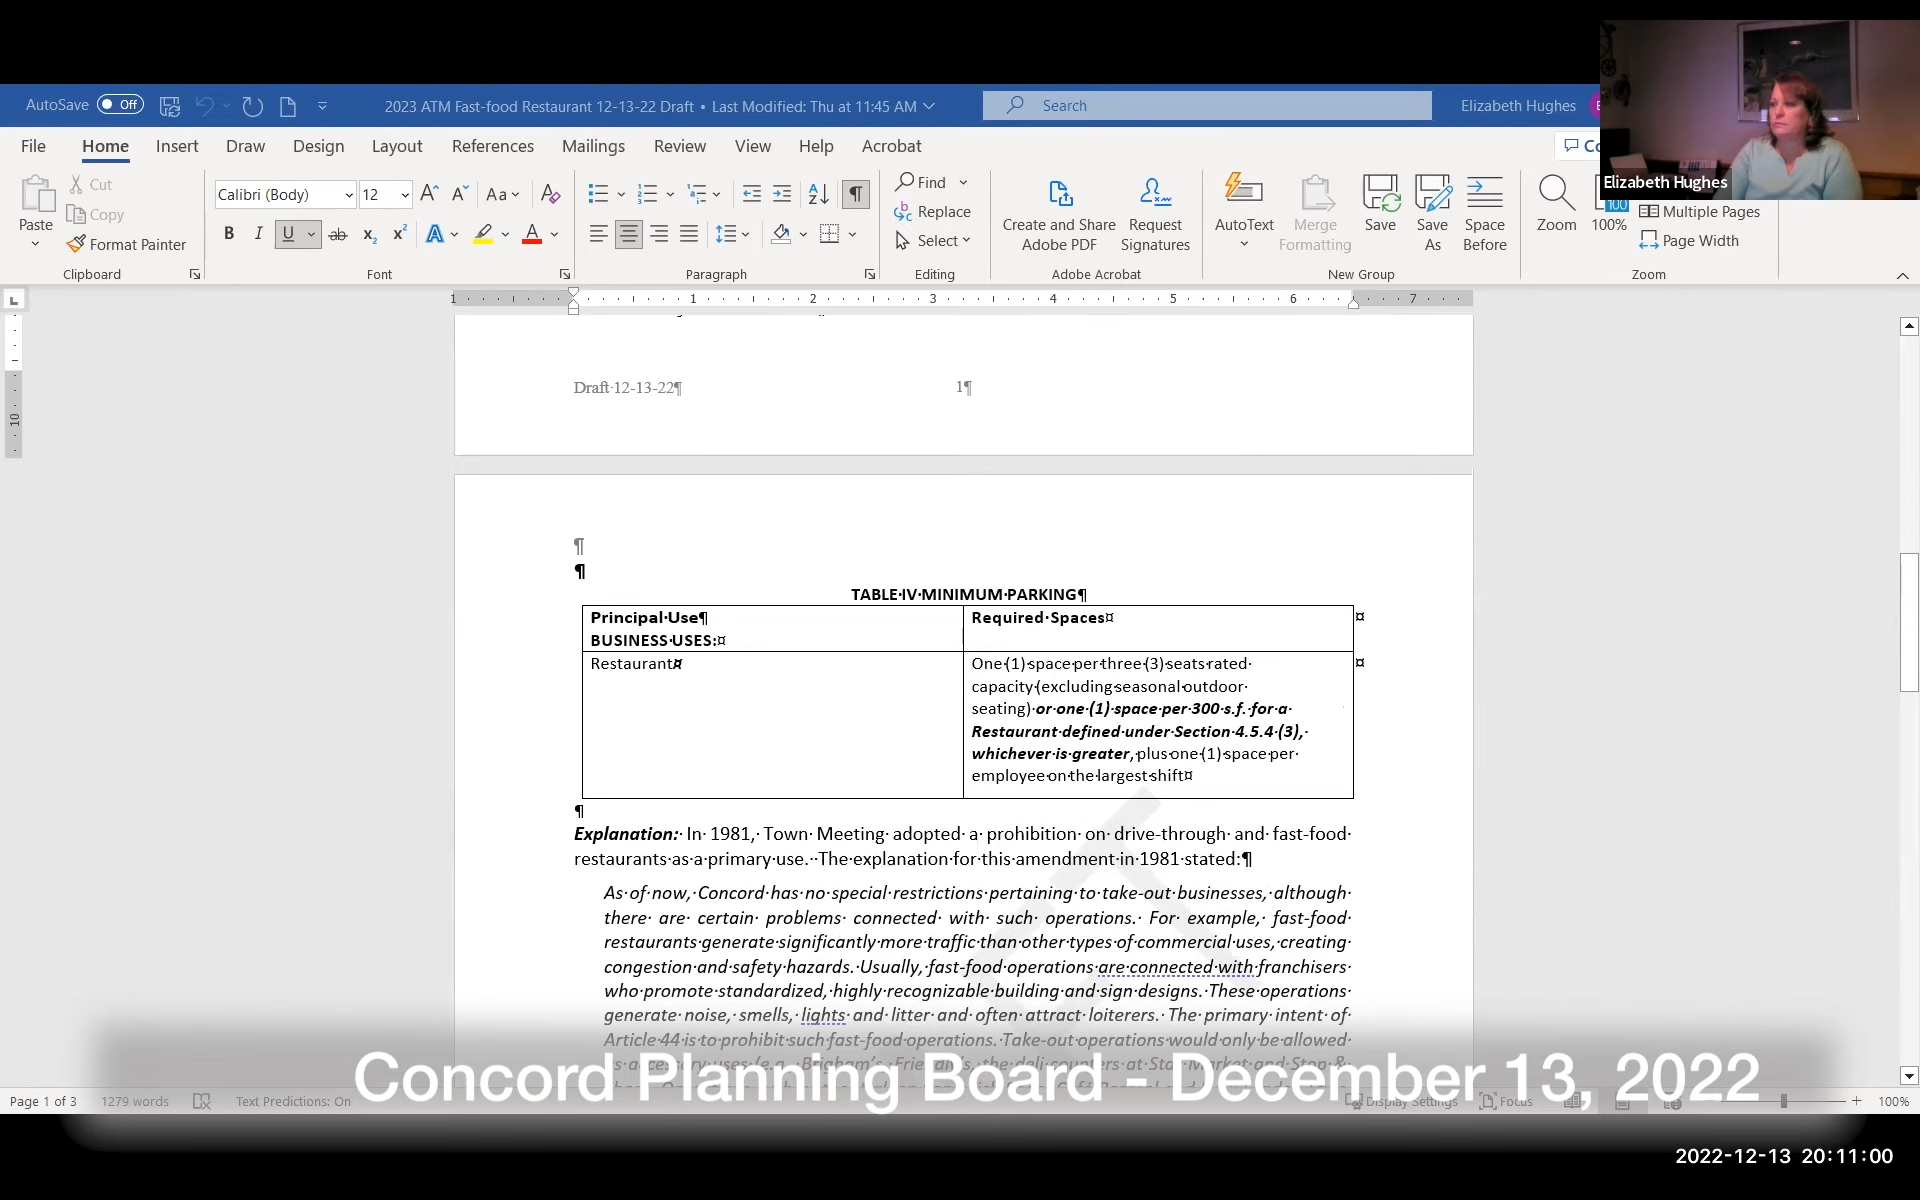 AutoSave Off 2023 ATM Fast-food Restaurant 12-13-22 Draft • Last Modified: Thu at 11:45 AM Search Elizabeth Hughes
File Home Insert Draw Design Layout References Mailings Review View Help Acrobat
Elizabeth Hughes
Paste
Cut
Copy
Format Painter
Clipboard
Calibri (Body) 12
Font
Paragraph
Find
Replace
Select
Editing
Create and Share
Adobe PDF
Request
Signatures
Adobe Acrobat
AutoText
Merge
Formatting
Save
Save
As
Space
Before
New Group
Zoom
100%
Multiple Pages
Page Width
Zoom
1 1 2 3 4 5 6 7
10
Draft·12-13-22¶ 1¶
¶
¶
TABLE·IV·MINIMUM·PARKING¶
Principal·Use¶ Required·Spaces¤
BUSINESS·USES:¤
Restaurant¤ One·(1)·space·per·three·(3)·seats·rated·
capacity·(excluding·seasonal·outdoor·
seating)·or·one·(1)·space·per·300·s.f.·for·a·
Restaurant·defined·under·Section·4.5.4·(3),·
whichever·is·greater,·plus·one·(1)·space·per·
employee·on·the·largest·shift¤
¶
Explanation:· In· 1981,· Town· Meeting· adopted· a· prohibition· on· drive-through· and· fast-food·
restaurants·as·a·primary·use.··The·explanation·for·this·amendment·in·1981·stated:¶
As·of·now,·Concord·has·no·special·restrictions·pertaining·to·take-out·businesses,·although·
there· are· certain· problems· connected· with· such· operations.· For· example,· fast-food·
restaurants·generate·significantly·more·traffic·than·other·types·of·commercial·uses,·creating·
congestion·and·safety·hazards.·Usually,·fast-food·operations·are·connected·with·franchisers·
who·promote·standardized,·highly·recognizable·building·and·sign·designs.·These·operations·
generate· noise,· smells,· lights· and· litter· and· often· attract· loiterers.· The· primary· intent· of·
Article·44·is·to·prohibit·such·fast-food·operations.·Take-out·operations·would·only·be·allowed·
Concord Planning Board - December 13, 2022
Page 1 of 3 1279 words Text Predictions: On Display Settings Focus 100%
2022-12-13 20:11:00